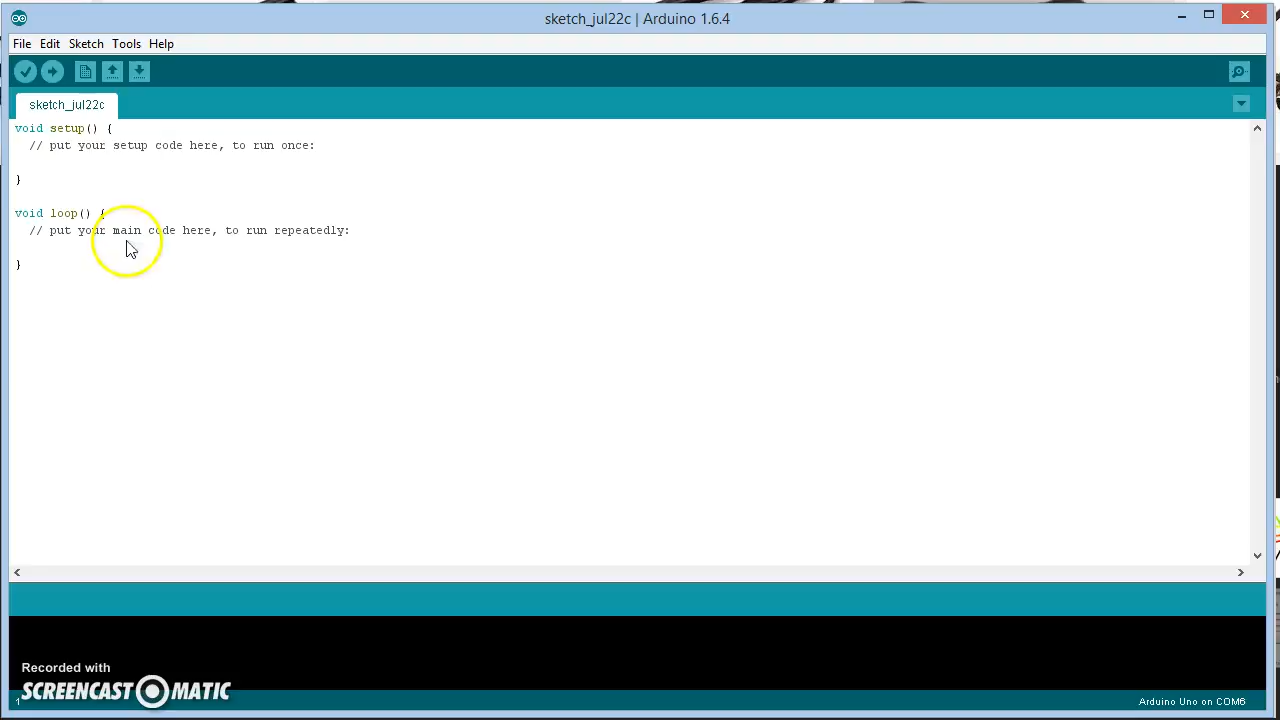 sketch_jul22c | Arduino 1.6.4
File Edit Sketch Tools Help
sketch_jul22c
void setup() {
// put your setup code here, to run once:
}
void loop() {
// put your main code here, to run repeatedly:
}
Recorded with
SCREENCAST MATIC
1
Arduino Uno on COM6